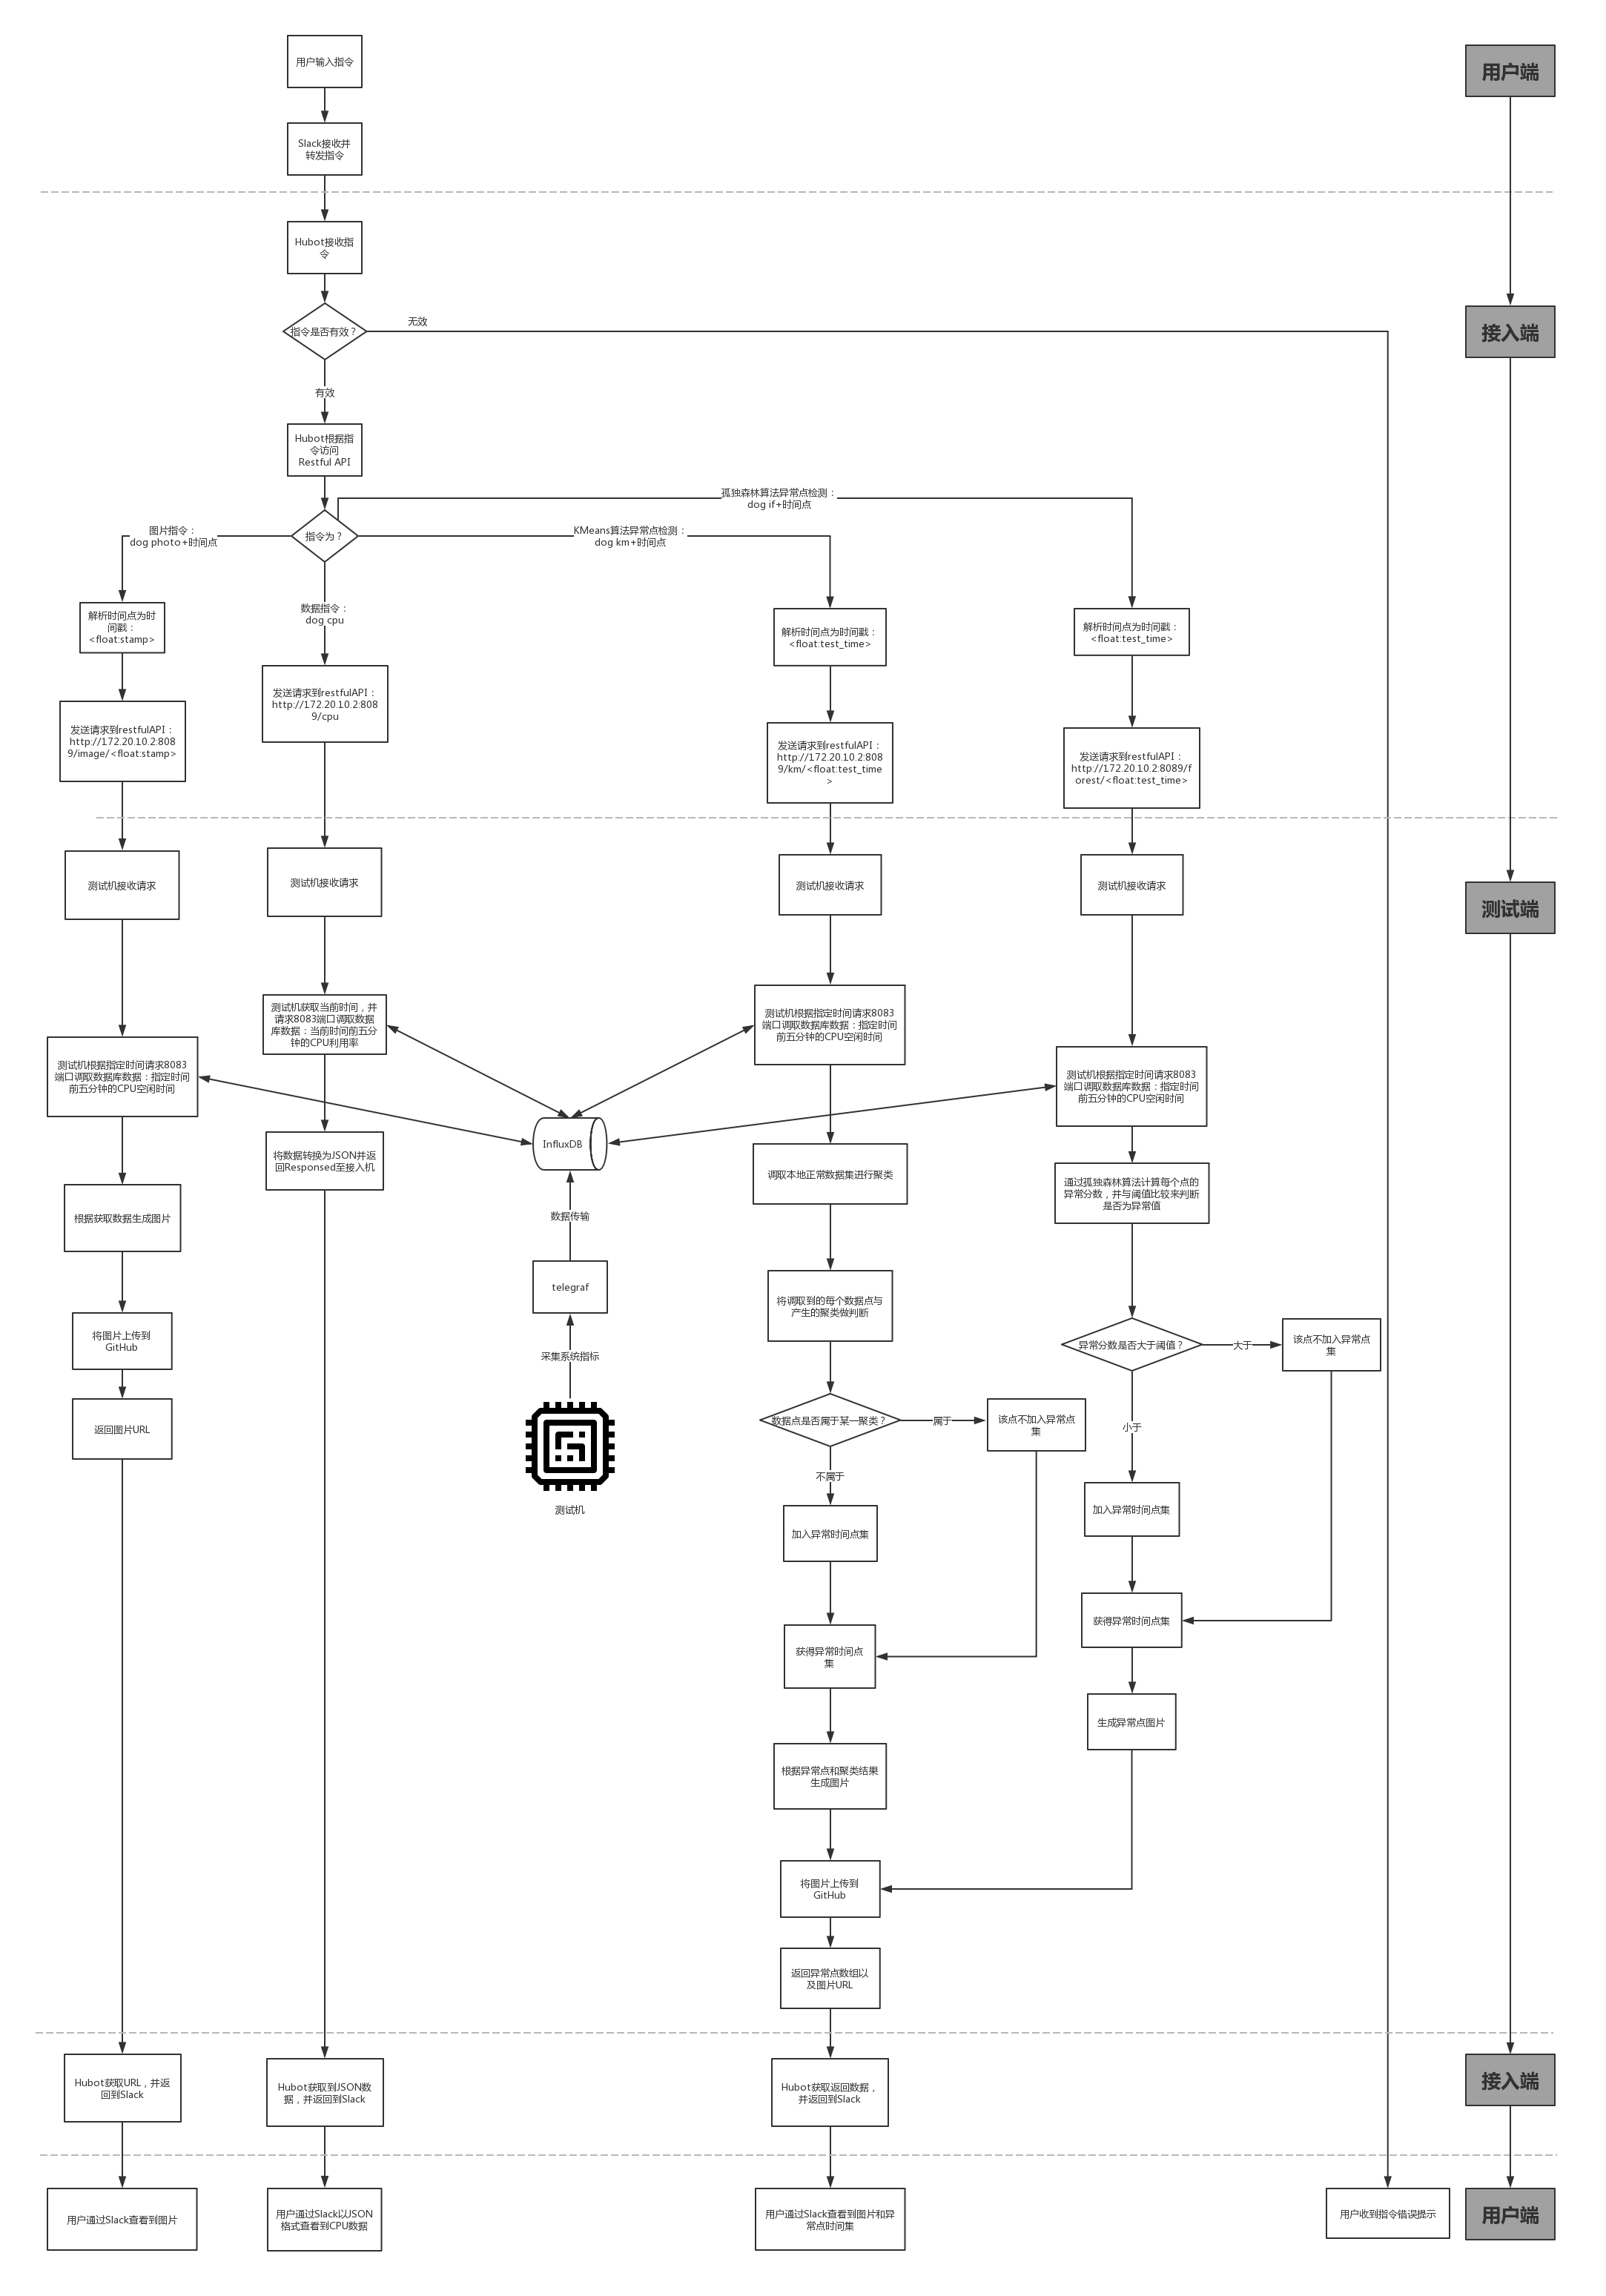 用户输入指令
用户端
Slack接收并
转发指令
Hubot接收指
令
无效
指令是否有效？
接入端
有效
Hubot根据指
令访问
Restful API
孤独森林算法异常点检测：
dog if+时间点
图片指令：
dog photo+时间点
指令为？
KMeans算法异常点检测：
dog km+时间点
数据指令：
dog cpu
解析时间点为时
间戳：
<float:stamp>
解析时间点为时间戳：
<float:test_time>
解析时间点为时间戳：
<float:test_time>
发送请求到restfulAPI：
http://172.20.10.2:808
9/image/<float:stamp>
发送请求到restfulAPI：
http://172.20.10.2:808
9/cpu
发送请求到restfulAPI：
http://172.20.10.2:808
9/km/<float:test_time
>
发送请求到restfulAPI：
http://172.20.10.2:8089/f
orest/<float:test_time>
测试机接收请求
测试机接收请求
测试机接收请求
测试机接收请求
测试端
测试机获取当前时间，并
请求8083端口调取数据
库数据：当前时间前五分
钟的CPU利用率
测试机根据指定时间请求8083
端口调取数据库数据：指定时间
前五分钟的CPU空闲时间
测试机根据指定时间请求8083
端口调取数据库数据：指定时间
前五分钟的CPU空闲时间
测试机根据指定时间请求8083
端口调取数据库数据：指定时间
前五分钟的CPU空闲时间
InfluxDB
将数据转换为JSON并返
回Responsed至接入机
调取本地正常数据集进行聚类
通过孤独森林算法计算每个点的
异常分数，并与阈值比较来判断
是否为异常值
根据获取数据生成图片
数据传输
telegraf
将调取到的每个数据点与
产生的聚类做判断
将图片上传到
GitHub
采集系统指标
异常分数是否大于阈值？
大于
该点不加入异常点
集
返回图片URL
数据点是否属于某一聚类？
属于
该点不加入异常点
集
小于
不属于
测试机
加入异常时间点集
加入异常时间点集
获得异常时间点集
获得异常时间点
集
生成异常点图片
根据异常点和聚类结果
生成图片
将图片上传到
GitHub
返回异常点数组以
及图片URL
Hubot获取URL，并返
回到Slack
Hubot获取到JSON数
据，并返回到Slack
Hubot获取返回数据，
并返回到Slack
接入端
用户通过Slack查看到图片
用户通过Slack以JSON
格式查看到CPU数据
用户通过Slack查看到图片和异
常点时间集
用户收到指令错误提示
用户端